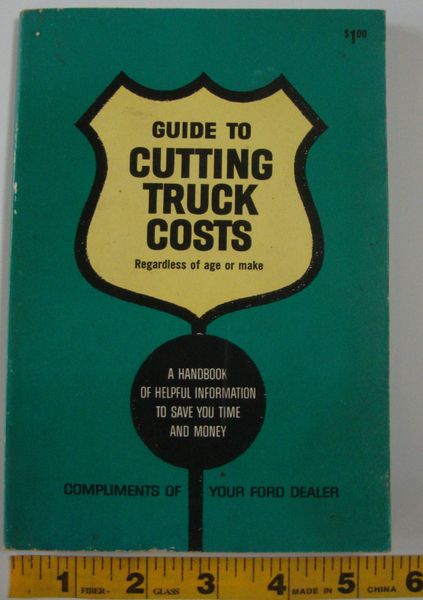 $1.00
GUIDE TO
CUTTING
TRUCK
COSTS
Regardless of age or make
A HANDBOOK
OF HELPFUL INFORMATION
TO SAVE YOU TIME
AND MONEY
COMPLIMENTS OF YOUR FORD DEALER
1 FIBER- 2 GLASS 3 4 MADE IN 5 CHINA 6